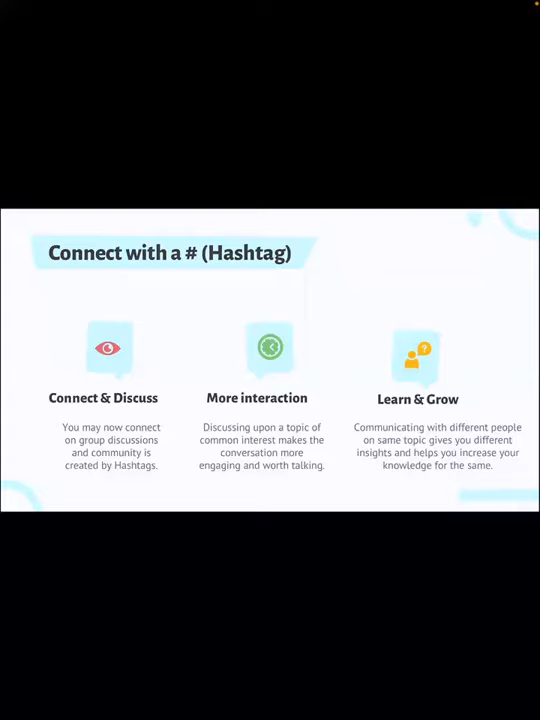 Connect with a # (Hashtag)
?
Connect & Discuss
You may now connect
on group discussions
and community is
created by Hashtags.
More interaction
Discussing upon a topic of
common interest makes the
conversation more
engaging and worth talking.
Learn & Grow
Communicating with different people
on same topic gives you different
insights and helps you increase your
knowledge for the same.